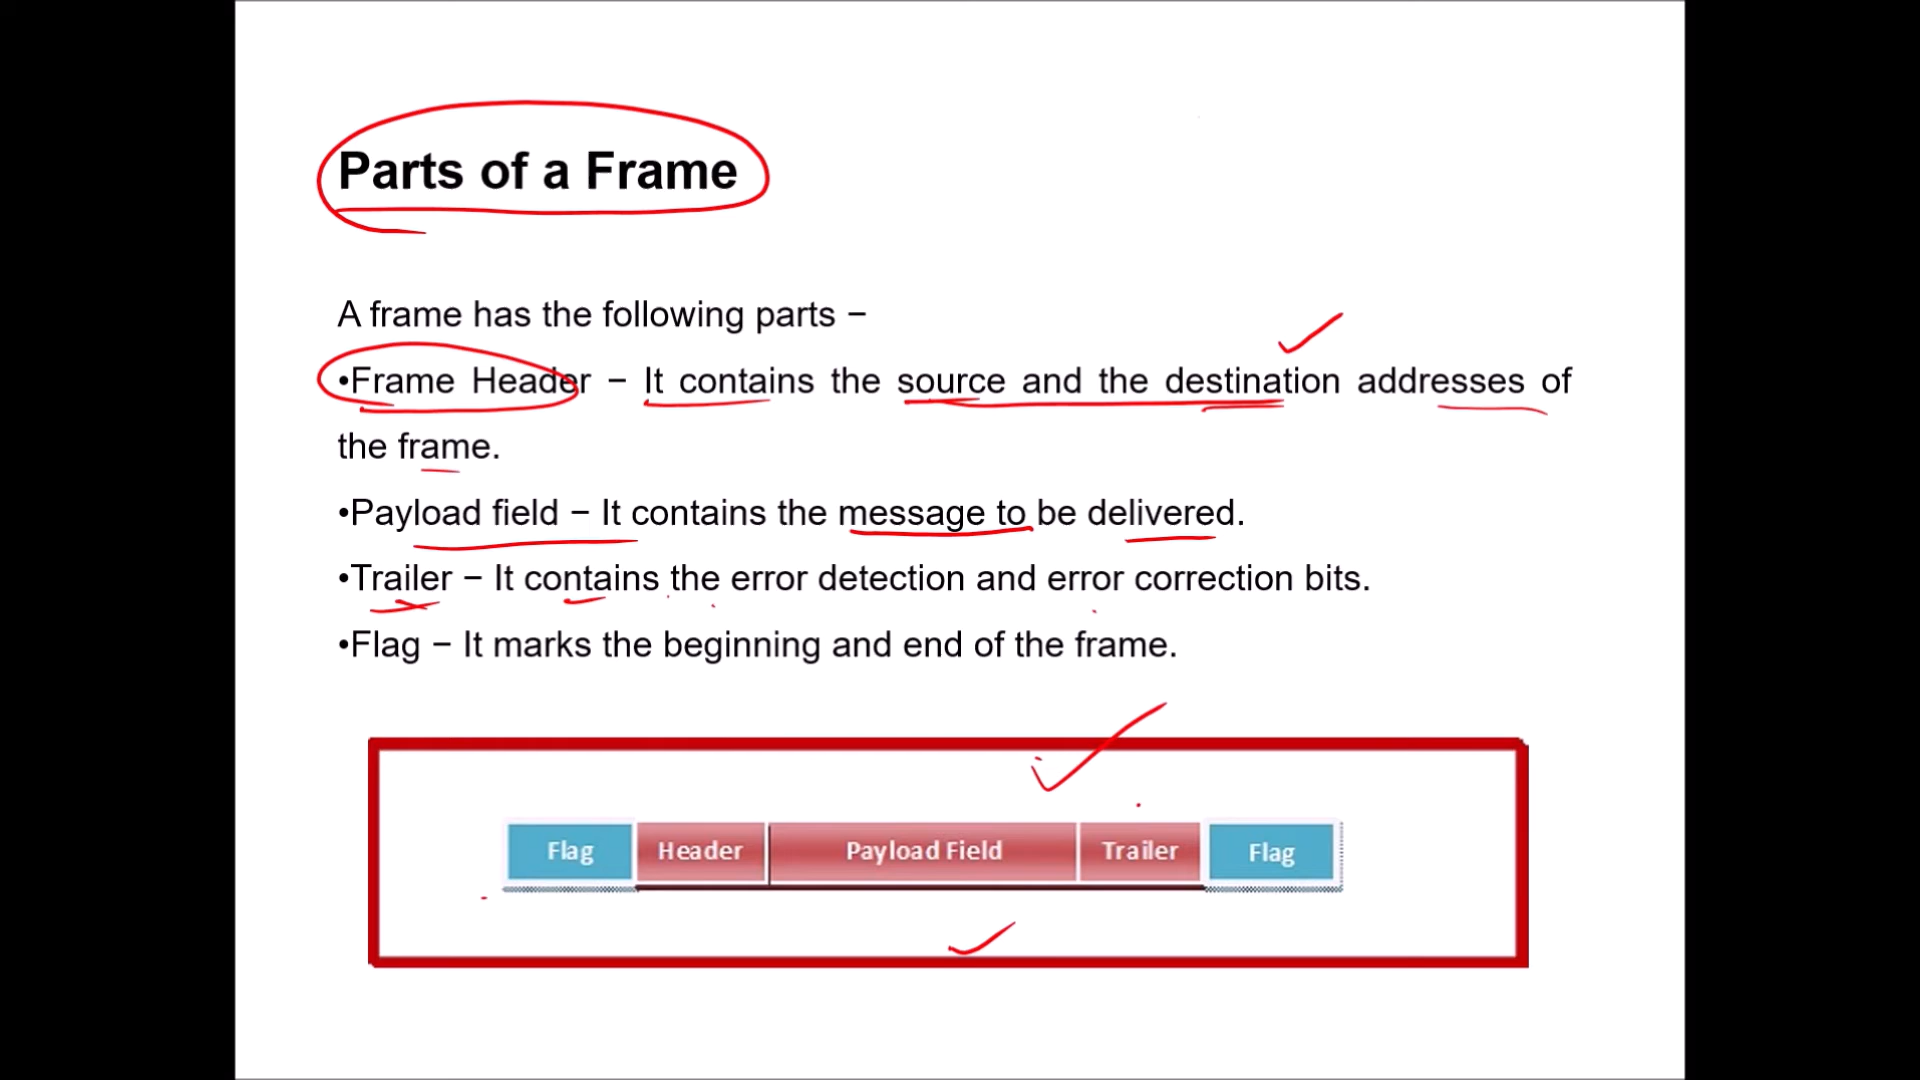 Parts of a Frame
A frame has the following parts −
•Frame Header − It contains the source and the destination addresses of
the frame.
•Payload field − It contains the message to be delivered.
•Trailer − It contains the error detection and error correction bits.
•Flag − It marks the beginning and end of the frame.
Flag Header Payload Field Trailer Flag